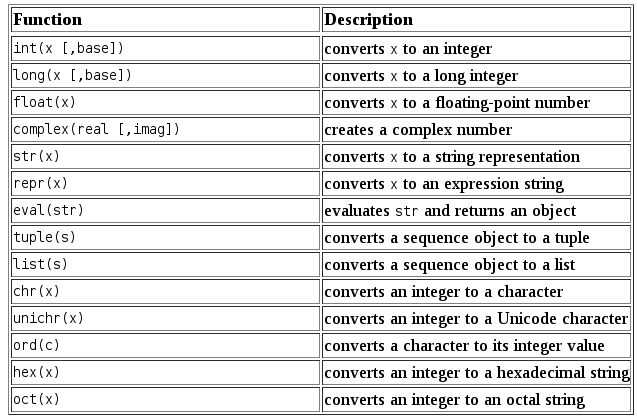 Function Description
int(x [,base]) converts x to an integer
long(x [,base]) converts x to a long integer
float(x) converts x to a floating-point number
complex(real [,imag]) creates a complex number
str(x) converts x to a string representation
repr(x) converts x to an expression string
eval(str) evaluates str and returns an object
tuple(s) converts a sequence object to a tuple
list(s) converts a sequence object to a list
chr(x) converts an integer to a character
unichr(x) converts an integer to a Unicode character
ord(c) converts a character to its integer value
hex(x) converts an integer to a hexadecimal string
oct(x) converts an integer to an octal string